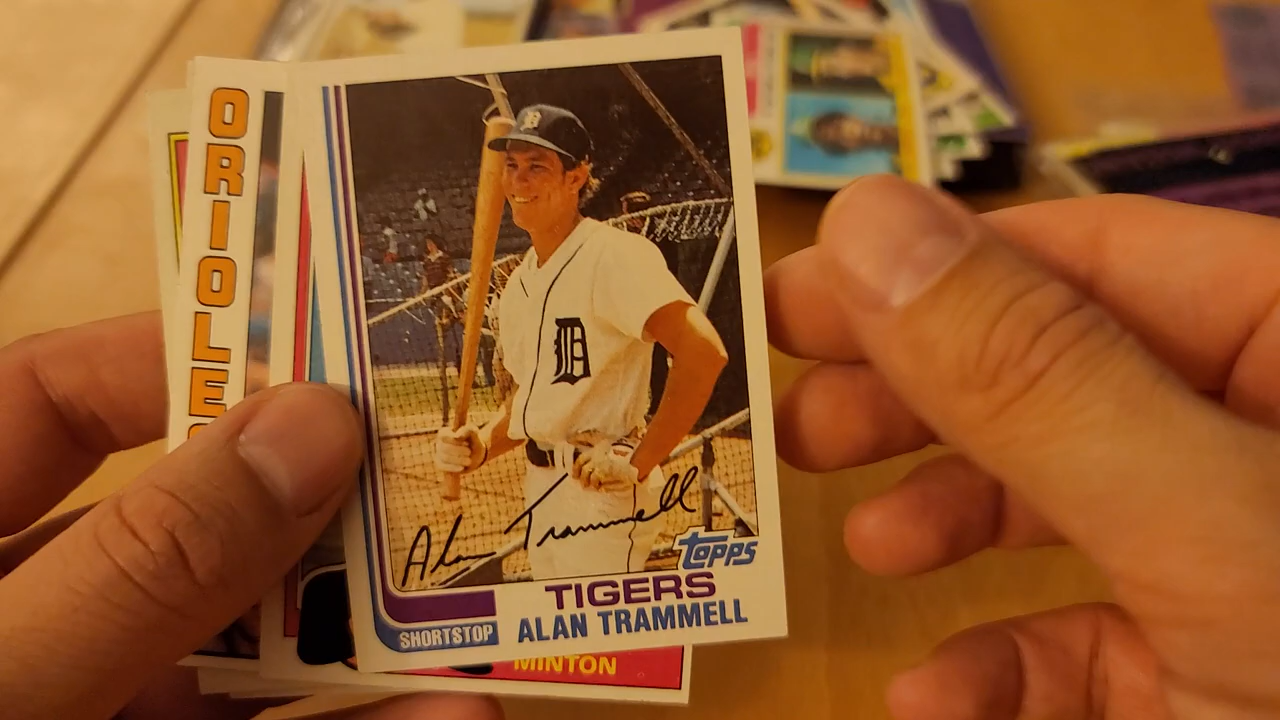 ORIOLES
D
Alan Trammell
Topps
TIGERS
SHORTSTOP
ALAN TRAMMELL
MINTON